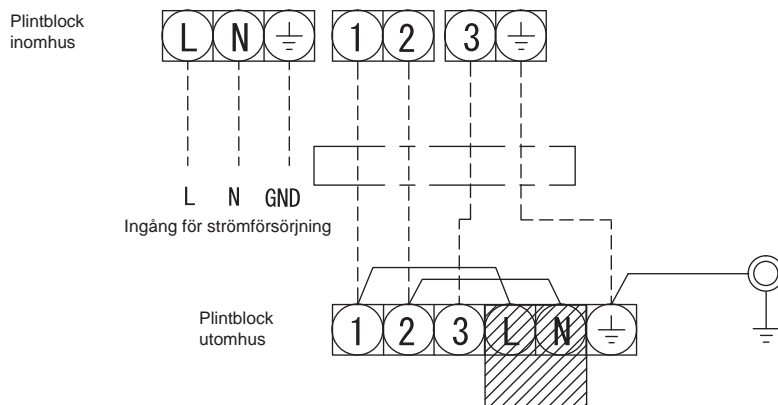 Plintblock
inomhus
L N 1 2 3
L N GND
Ingång för strömförsörjning
Plintblock
utomhus
1 2 3 L N